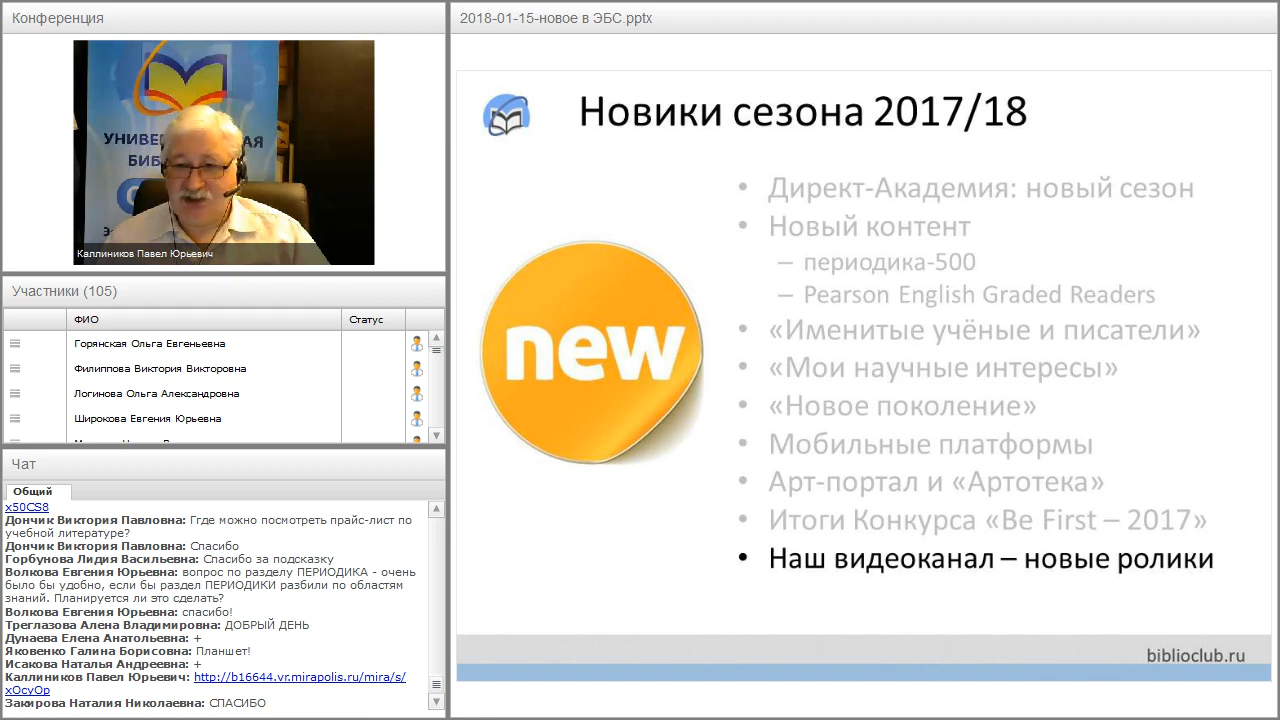 Конференция
УНИВЕР
АЯ
БИБ
Каллиников Павел Юрьевич
Участники (105)
ФИО
Статус
Горянская Ольга Евгеньевна
Филиппова Виктория Викторовна
Логинова Ольга Александровна
Широкова Евгения Юрьевна
Чат
Общий
x50CS8
Дончик Виктория Павловна: Ггде можно посмотреть прайс-лист по
учебной литературе?
Дончик Виктория Павловна: Спасибо
Горбунова Лидия Васильевна: Спасибо за подсказку
Волкова Евгения Юрьевна: вопрос по разделу ПЕРИОДИКА - очень
было бы удобно, если бы раздел ПЕРИОДИКИ разбили по областям
знаний. Планируется ли это сделать?
Волкова Евгения Юрьевна: спасибо!
Треглазова Алена Владимировна: ДОБРЫЙ ДЕНЬ
Дунаева Елена Анатольевна: +
Яковенко Галина Борисовна: Планшет!
Исакова Наталья Андреевна: +
Каллиников Павел Юрьевич: http://b16644.vr.mirapolis.ru/mira/s/
xOcyOp
Закирова Наталия Николаевна: СПАСИБО
2018-01-15-новое в ЭБС.pptx
Новики сезона 2017/18
new
• Директ-Академия: новый сезон
• Новый контент
– периодика-500
– Pearson English Graded Readers
• «Именитые учёные и писатели»
• «Мои научные интересы»
• «Новое поколение»
• Мобильные платформы
• Арт-портал и «Артотека»
• Итоги Конкурса «Be First – 2017»
• Наш видеоканал – новые ролики
biblioclub.ru